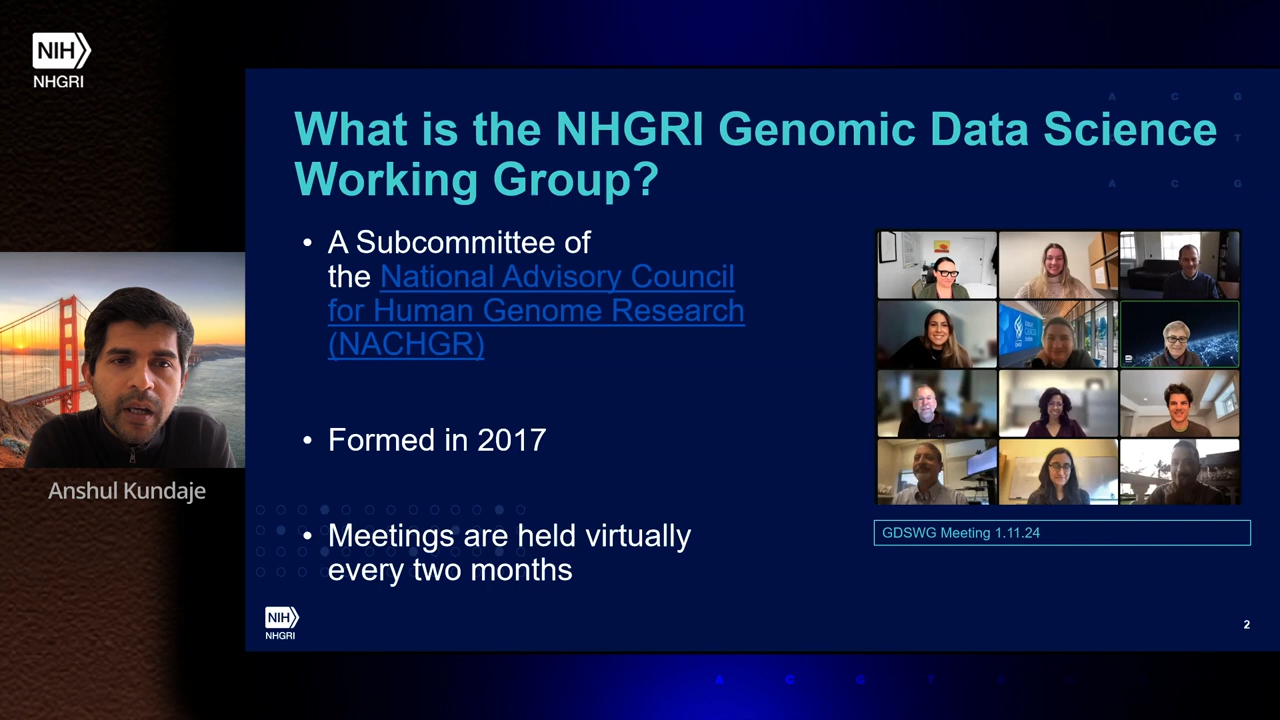 NIH
NHGRI
What is the NHGRI Genomic Data Science
Working Group?
• A Subcommittee of
the National Advisory Council
for Human Genome Research
(NACHGR)
• Formed in 2017
• Meetings are held virtually
every two months
Anshul Kundaje
GDSWG Meeting 1.11.24
NIH
NHGRI
2
A C G
T
A C G
A C G T